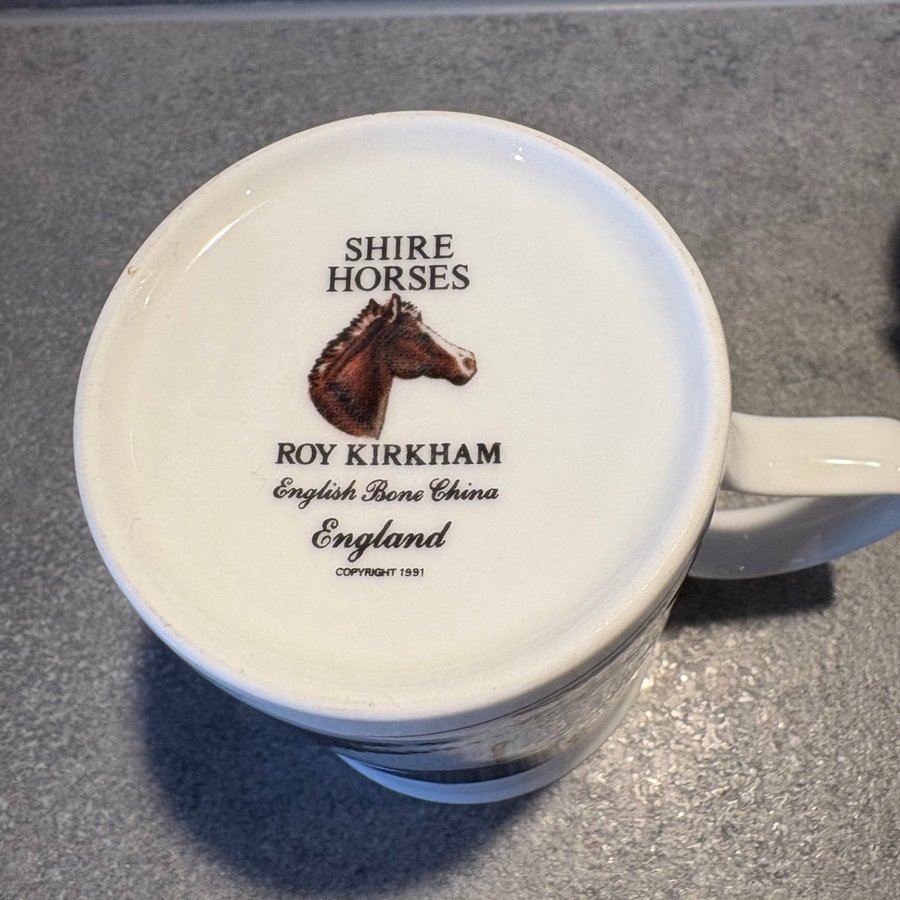 SHIRE
HORSES
ROY KIRKHAM
English Bone China
England
COPYRIGHT 1991